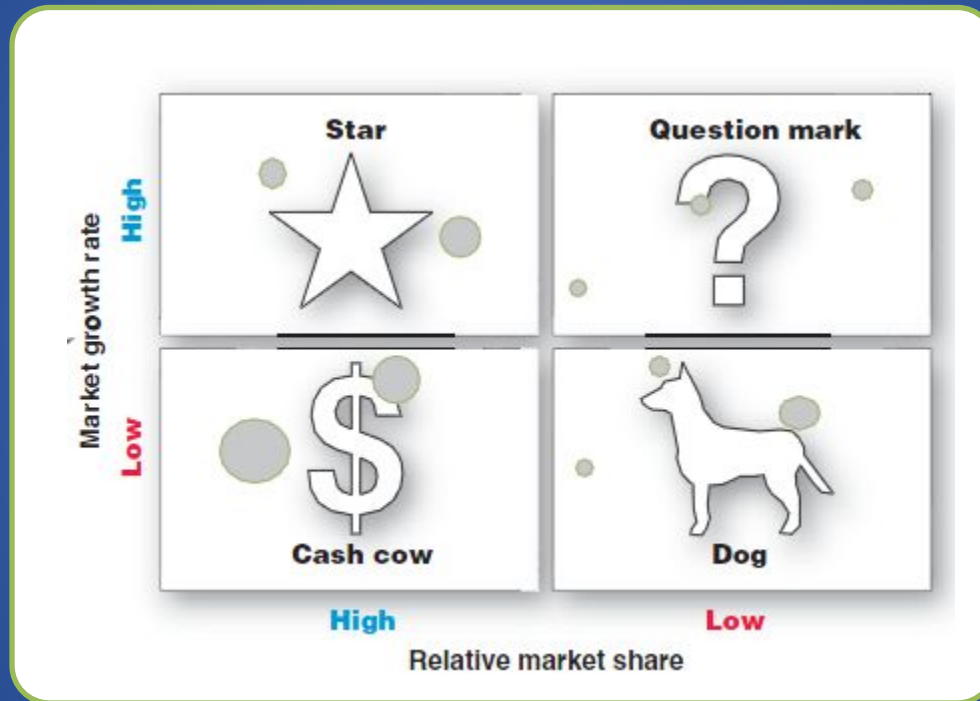 Star
Question mark
Market growth rate
High
Low
Cash cow
Dog
High
Low
Relative market share